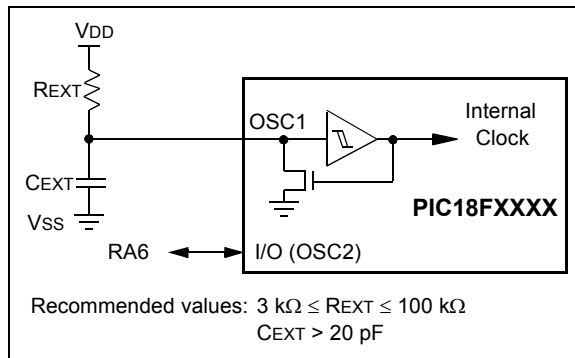 VDD
REXT
OSC1
Internal
Clock
CEXT
PIC18FXXXX
VSS
RA6
I/O (OSC2)
Recommended values: 3 kΩ ≤ REXT ≤ 100 kΩ
CEXT > 20 pF